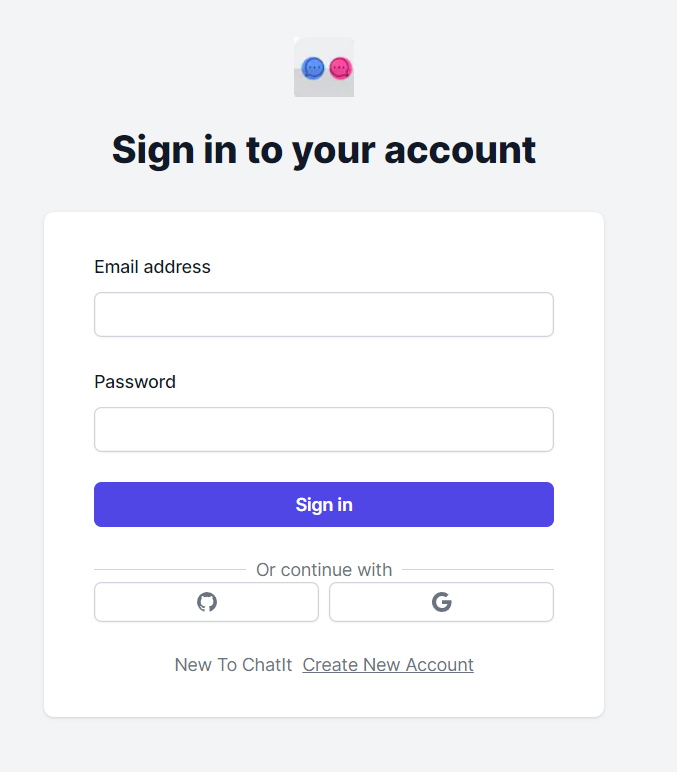 Sign in to your account
Email address
Password
Sign in
Or continue with
New To ChatIt Create New Account